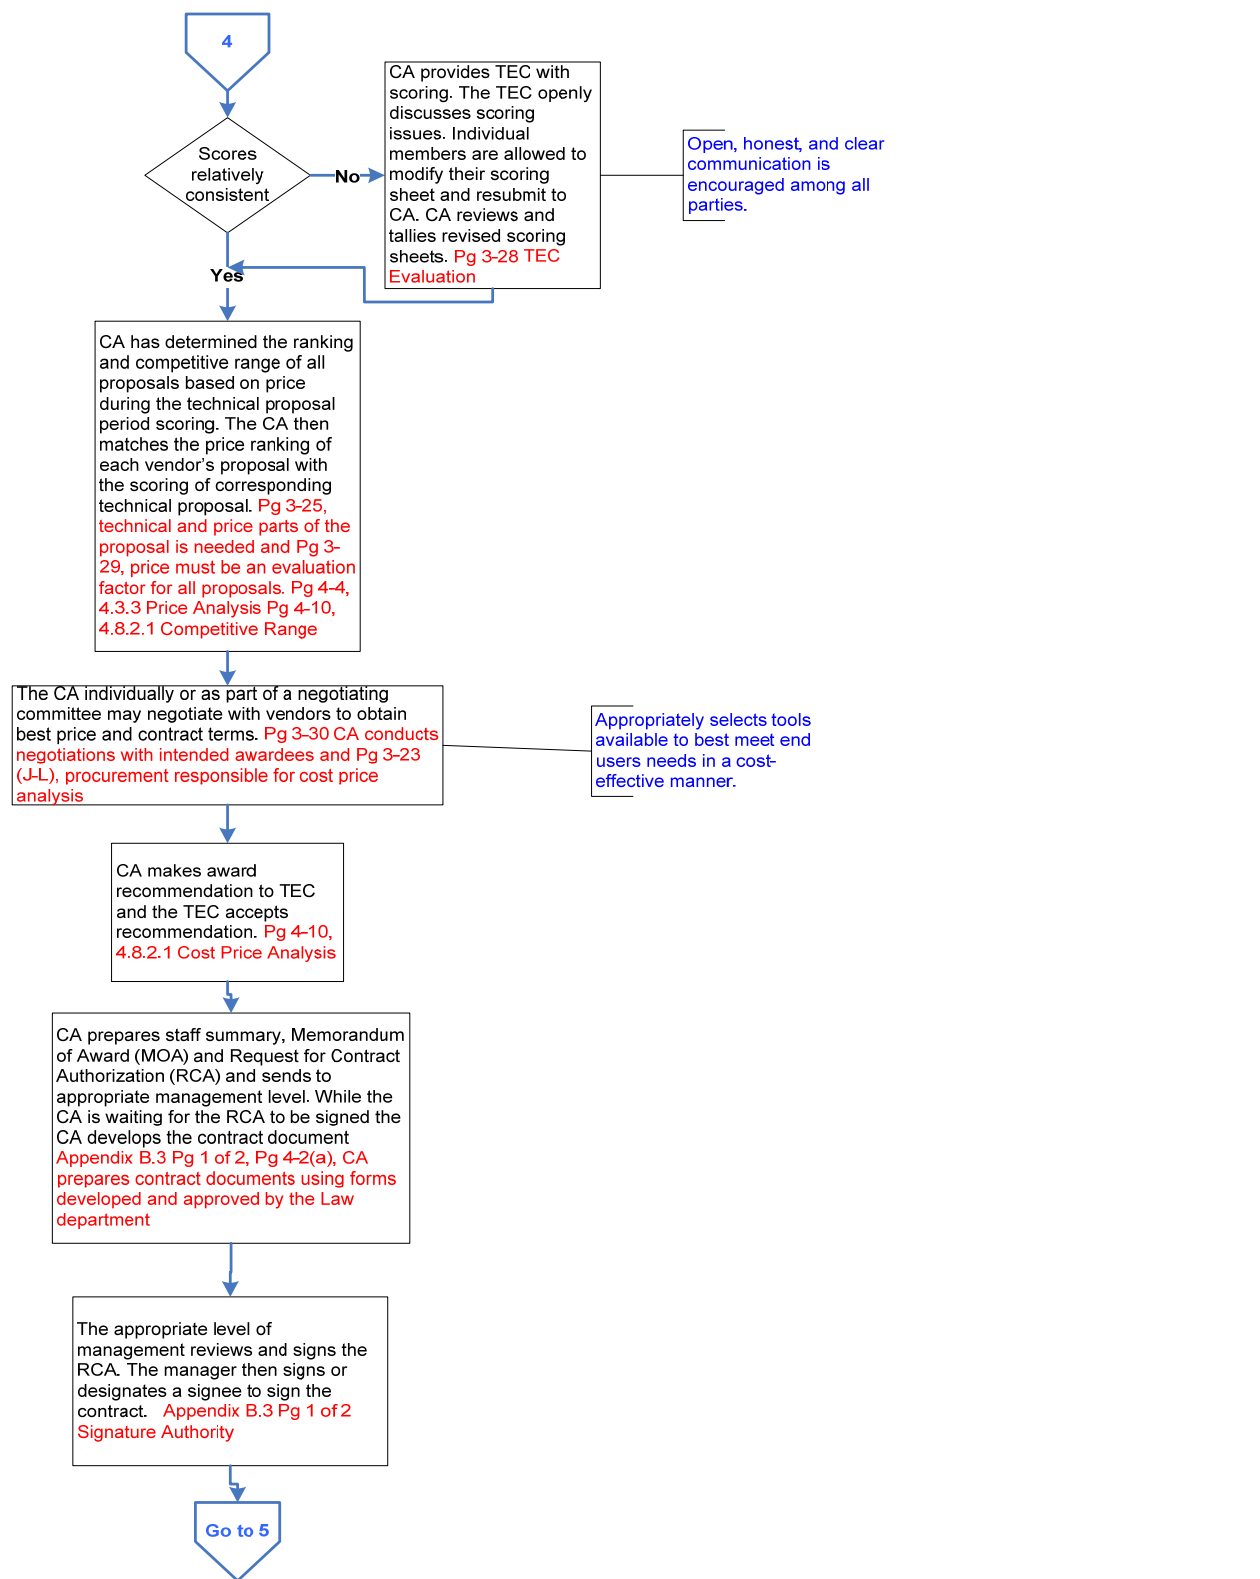 4
Scores
relatively
consistent
No
CA provides TEC with
scoring. The TEC openly
discusses scoring
issues. Individual
members are allowed to
modify their scoring
sheet and resubmit to
CA. CA reviews and
tallies revised scoring
sheets. Pg 3-28 TEC
Evaluation
Open, honest, and clear
communication is
encouraged among all
parties.
Yes
CA has determined the ranking
and competitive range of all
proposals based on price
during the technical proposal
period scoring. The CA then
matches the price ranking of
each vendor's proposal with
the scoring of corresponding
technical proposal. Pg 3-25,
technical and price parts of the
proposal is needed and Pg 3-
29, price must be an evaluation
factor for all proposals. Pg 4-4,
4.3.3 Price Analysis Pg 4-10,
4.8.2.1 Competitive Range
The CA individually or as part of a negotiating
committee may negotiate with vendors to obtain
best price and contract terms. Pg 3-30 CA conducts
negotiations with intended awardees and Pg 3-23
(J-L), procurement responsible for cost price
analysis
Appropriately selects tools
available to best meet end
users needs in a cost-
effective manner.
CA makes award
recommendation to TEC
and the TEC accepts
recommendation. Pg 4-10,
4.8.2.1 Cost Price Analysis
CA prepares staff summary, Memorandum
of Award (MOA) and Request for Contract
Authorization (RCA) and sends to
appropriate management level. While the
CA is waiting for the RCA to be signed the
CA develops the contract document
Appendix B.3 Pg 1 of 2, Pg 4-2(a), CA
prepares contract documents using forms
developed and approved by the Law
department
The appropriate level of
management reviews and signs the
RCA. The manager then signs or
designates a signee to sign the
contract. Appendix B.3 Pg 1 of 2
Signature Authority
Go to 5